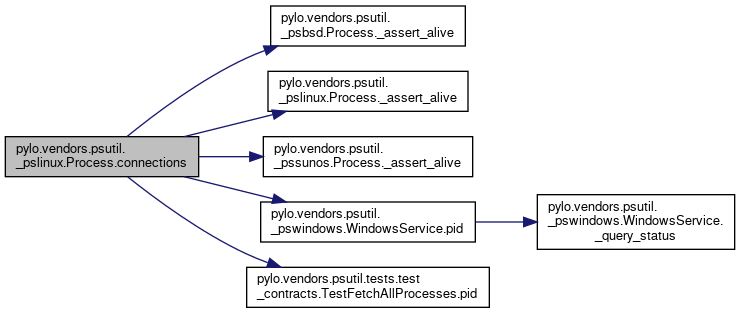 pylo.vendors.psutil.
_psbsd.Process._assert_alive
pylo.vendors.psutil.
_pslinux.Process._assert_alive
pylo.vendors.psutil.
_pslinux.Process.connections
pylo.vendors.psutil.
_pssunos.Process._assert_alive
pylo.vendors.psutil.
_pswindows.WindowsService.pid
pylo.vendors.psutil.
_pswindows.WindowsService.
_query_status
pylo.vendors.psutil.tests.test
_contracts.TestFetchAllProcesses.pid